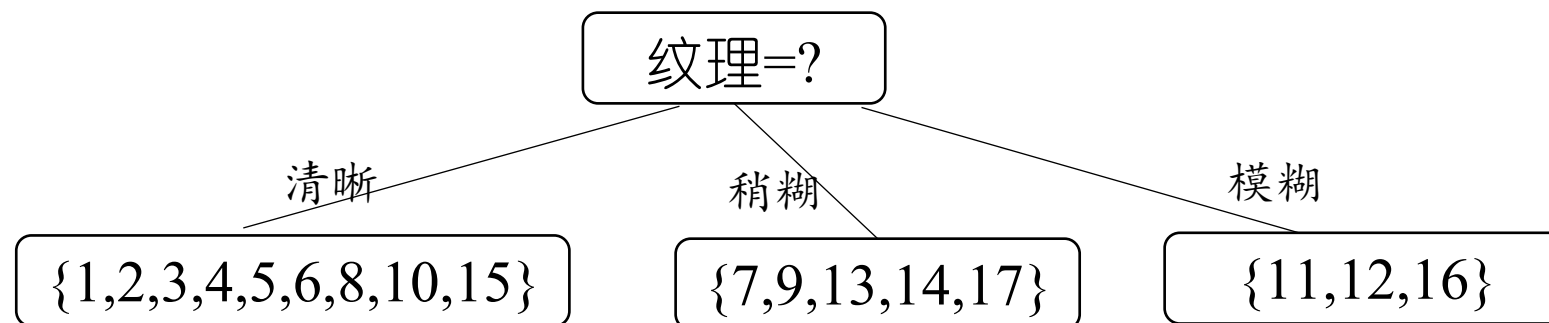 纹理=?
清晰
稍糊
模糊
{1,2,3,4,5,6,8,10,15}
{7,9,13,14,17}
{11,12,16}